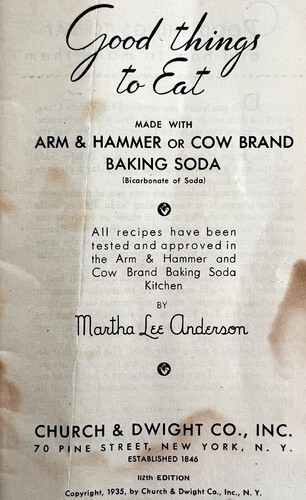 Good things
to Eat
MADE WITH
ARM & HAMMER OR COW BRAND
BAKING SODA
(Bicarbonate of Soda)
All recipes have been
tested and approved in
the Arm & Hammer and
Cow Brand Baking Soda
Kitchen
BY
Martha Lee Anderson
CHURCH & DWIGHT CO., INC.
70 PINE STREET, NEW YORK, N. Y.
ESTABLISHED 1846
112th EDITION
Copyright, 1935, by Church & Dwight Co., Inc., N. Y.